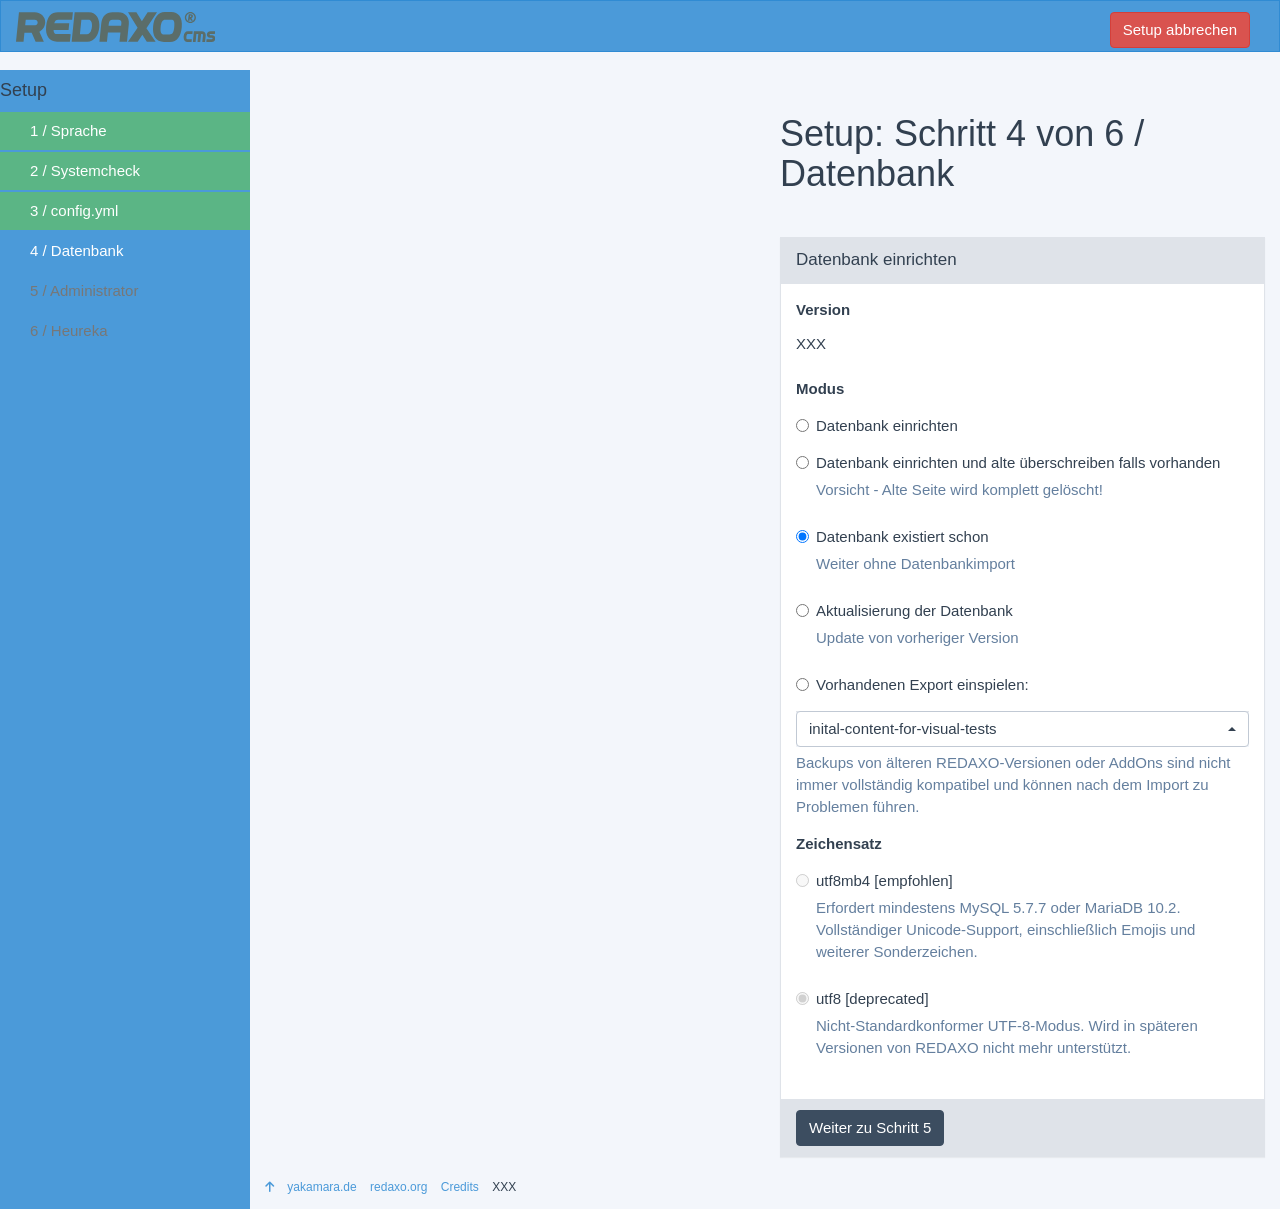 REDAXO® cms
Setup abbrechen
Setup
1 / Sprache
2 / Systemcheck
3 / config.yml
4 / Datenbank
5 / Administrator
6 / Heureka
Setup: Schritt 4 von 6 /
Datenbank
Datenbank einrichten
Version
XXX
Modus
Datenbank einrichten
Datenbank einrichten und alte überschreiben falls vorhanden
Vorsicht - Alte Seite wird komplett gelöscht!
Datenbank existiert schon
Weiter ohne Datenbankimport
Aktualisierung der Datenbank
Update von vorheriger Version
Vorhandenen Export einspielen:
inital-content-for-visual-tests
Backups von älteren REDAXO-Versionen oder AddOns sind nicht
immer vollständig kompatibel und können nach dem Import zu
Problemen führen.
Zeichensatz
utf8mb4 [empfohlen]
Erfordert mindestens MySQL 5.7.7 oder MariaDB 10.2.
Vollständiger Unicode-Support, einschließlich Emojis und
weiterer Sonderzeichen.
utf8 [deprecated]
Nicht-Standardkonformer UTF-8-Modus. Wird in späteren
Versionen von REDAXO nicht mehr unterstützt.
Weiter zu Schritt 5
yakamara.de redaxo.org Credits XXX